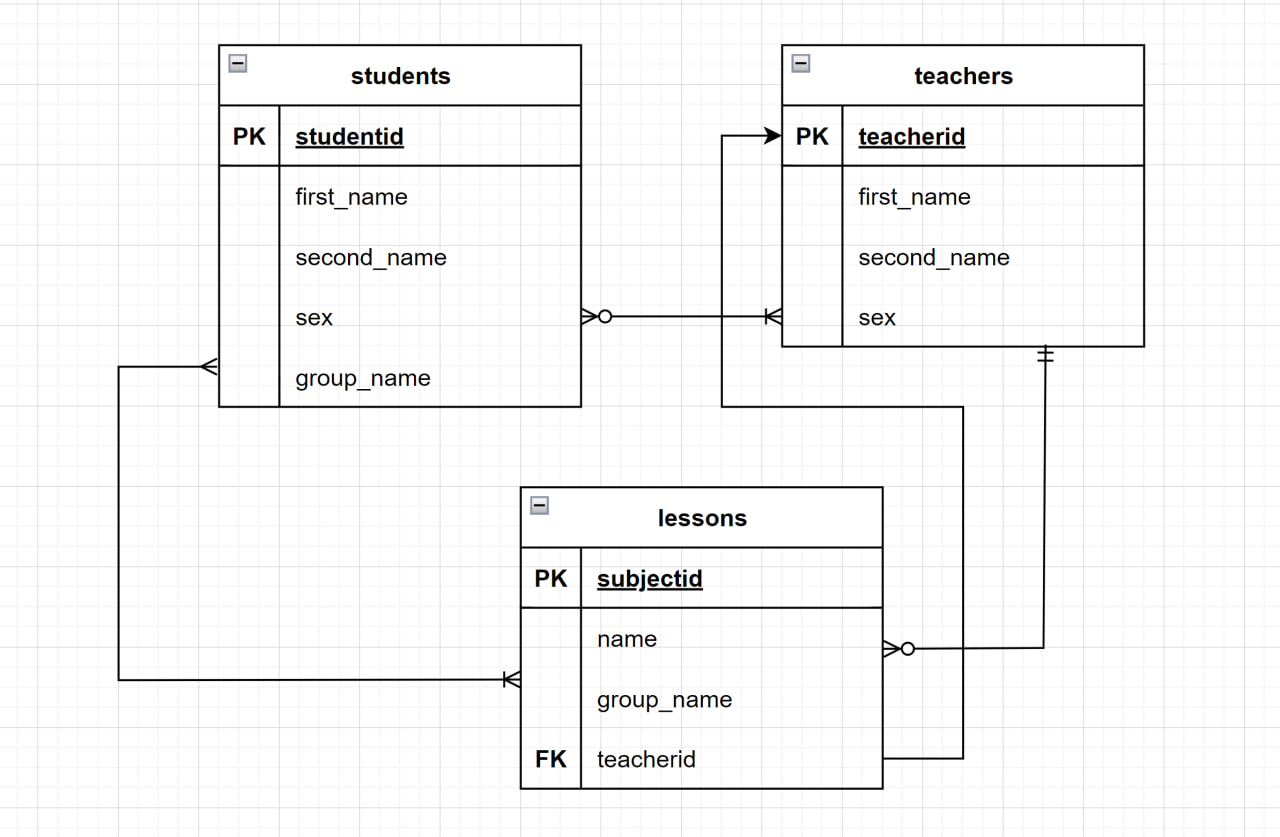 students
PK studentid
first_name
second_name
sex
group_name
teachers
PK teacherid
first_name
second_name
sex
lessons
PK subjectid
name
group_name
FK teacherid